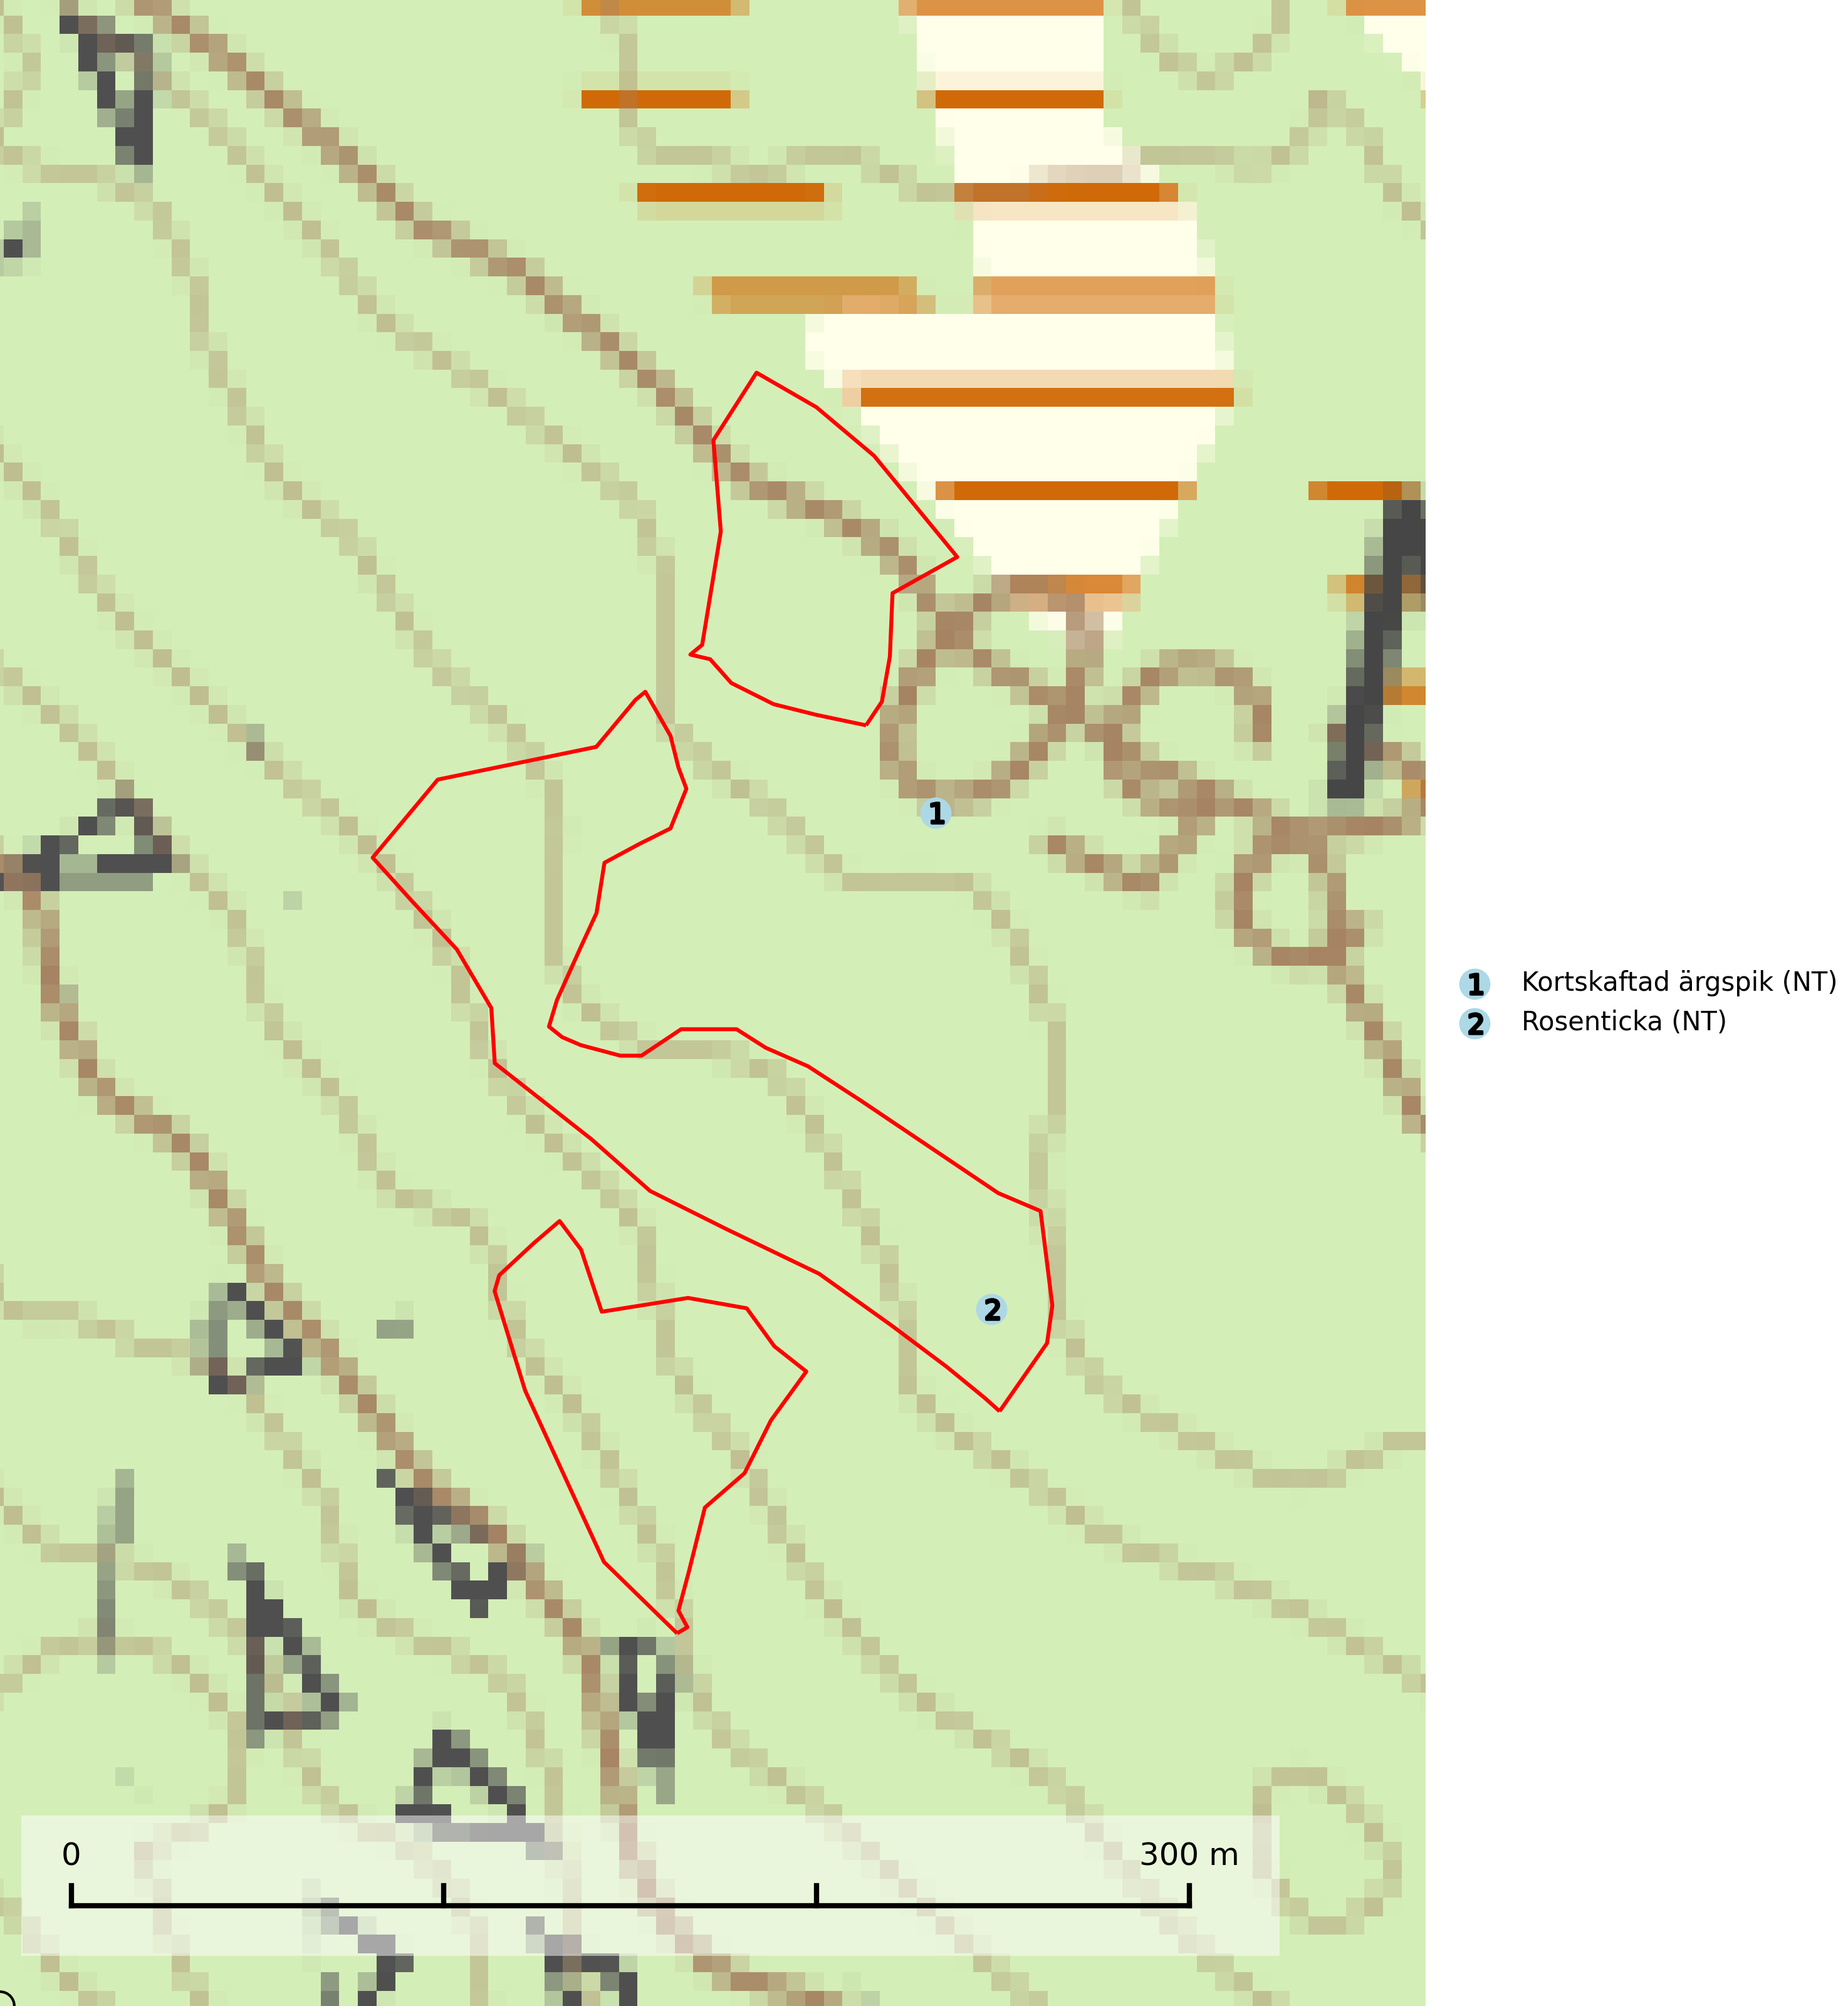 1
2
1 Kortskaftad ärgspik (NT)
2 Rosenticka (NT)
0 300 m